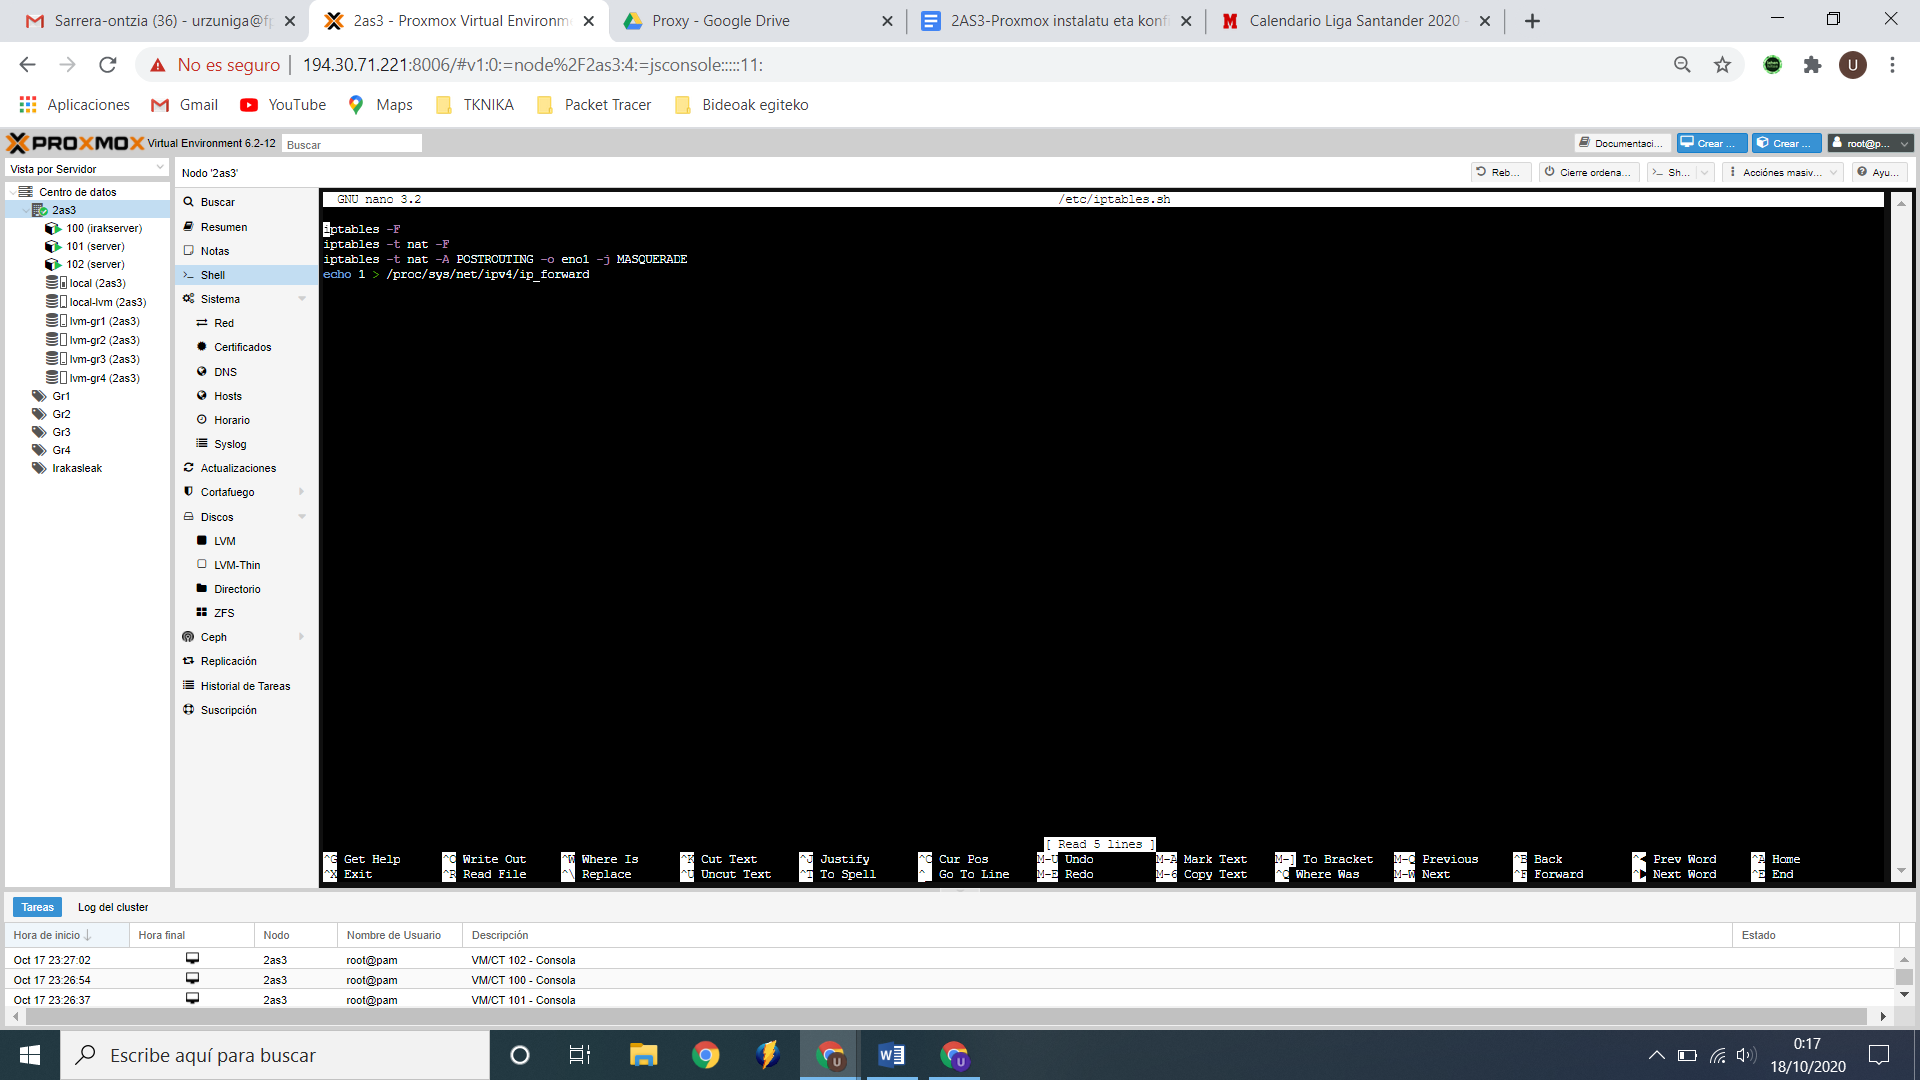 Sarrera-ontzia (36) - urzuniga@fp
2as3 - Proxmox Virtual Environme
Proxy - Google Drive
2AS3-Proxmox instalatu eta konfi
Calendario Liga Santander 2020 -
No es seguro
194.30.71.221:8006/#v1:0:=node%2F2as3:4:=jsconsole:::::11:
U
Aplicaciones
Gmail
YouTube
Maps
TKNIKA
Packet Tracer
Bideoak egiteko
PROXMOX Virtual Environment 6.2-12
Buscar
Documentaci...
Crear ...
Crear ...
root@p...
Vista por Servidor
Nodo '2as3'
Reb...
Cierre ordena...
Sh...
Acciónes masiv...
Ayu...
Centro de datos
2as3
100 (irakserver)
101 (server)
102 (server)
local (2as3)
local-lvm (2as3)
lvm-gr1 (2as3)
lvm-gr2 (2as3)
lvm-gr3 (2as3)
lvm-gr4 (2as3)
Gr1
Gr2
Gr3
Gr4
Irakasleak
Buscar
Resumen
Notas
Shell
Sistema
Red
Certificados
DNS
Hosts
Horario
Syslog
Actualizaciones
Cortafuego
Discos
LVM
LVM-Thin
Directorio
ZFS
Ceph
Replicación
Historial de Tareas
Suscripción
GNU nano 3.2 /etc/iptables.sh
iptables -F
iptables -t nat -F
iptables -t nat -A POSTROUTING -o eno1 -j MASQUERADE
echo 1 > /proc/sys/net/ipv4/ip_forward
[ Read 5 lines ]
^G Get Help ^O Write Out ^W Where Is ^K Cut Text ^J Justify ^C Cur Pos M-U Undo M-A Mark Text M-] To Bracket M-Q Previous ^B Back ^◀ Prev Word ^A Home
^X Exit ^R Read File ^\ Replace ^U Uncut Text ^T To Spell ^_ Go To Line M-E Redo M-6 Copy Text ^Q Where Was M-W Next ^F Forward ^▶ Next Word ^E End
Tareas
Log del cluster
Hora de inicio Hora final Nodo Nombre de Usuario Descripción Estado
Oct 17 23:27:02 2as3 root@pam VM/CT 102 - Consola
Oct 17 23:26:54 2as3 root@pam VM/CT 100 - Consola
Oct 17 23:26:37 2as3 root@pam VM/CT 101 - Consola
Escribe aquí para buscar
0:17
18/10/2020